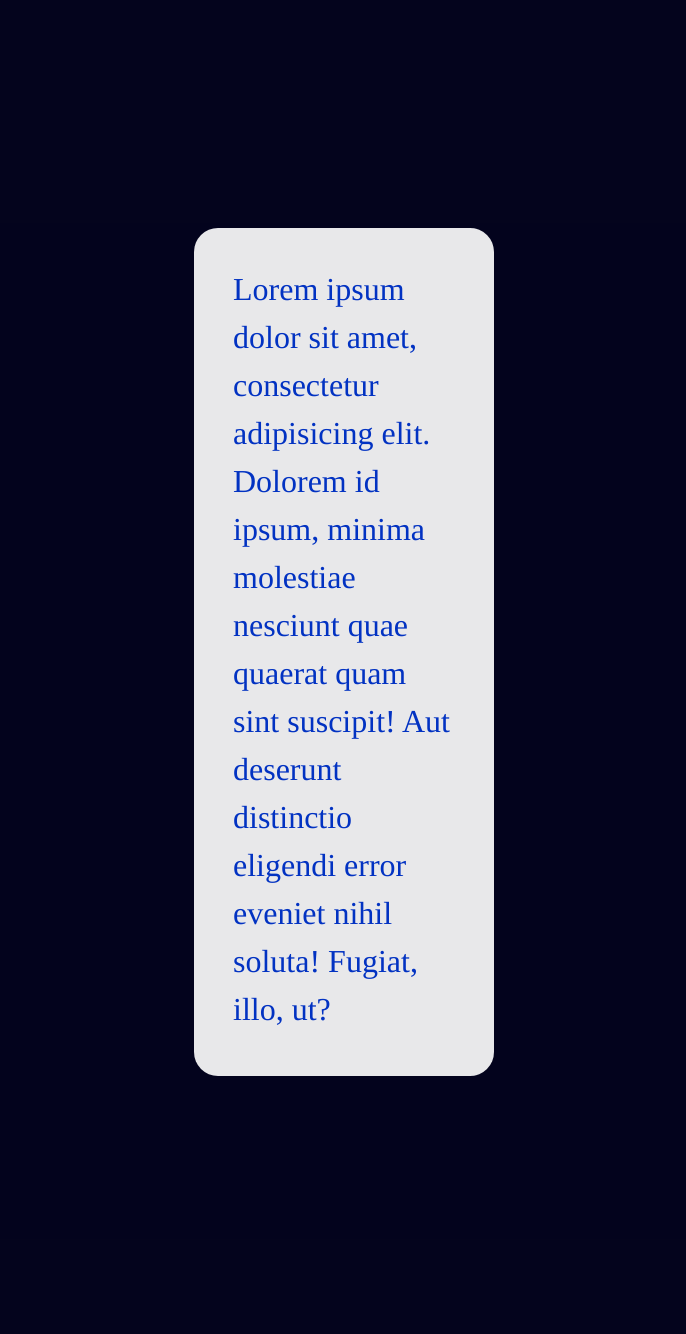 Lorem ipsum
dolor sit amet,
consectetur
adipisicing elit.
Dolorem id
ipsum, minima
molestiae
nesciunt quae
quaerat quam
sint suscipit! Aut
deserunt
distinctio
eligendi error
eveniet nihil
soluta! Fugiat,
illo, ut?